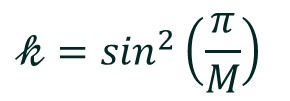 𝓀 = sin² (π/M)